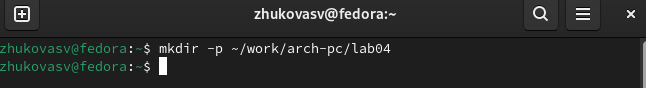 zhukovasv@fedora:~
zhukovasv@fedora:~$ mkdir -p ~/work/arch-pc/lab04
zhukovasv@fedora:~$